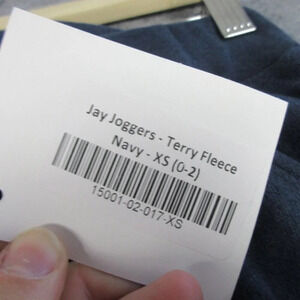 Jay Joggers - Terry Fleece
Navy - XS (0-2)
15001-02-017-XS